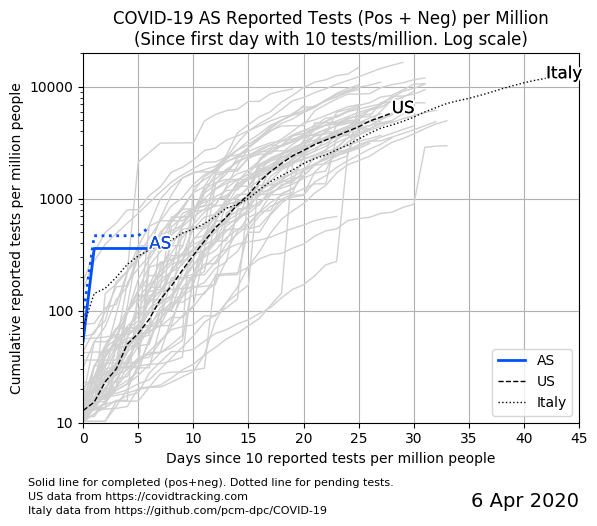 COVID-19 AS Reported Tests (Pos + Neg) per Million
(Since first day with 10 tests/million. Log scale)
Cumulative reported tests per million people
10000
1000
100
10
Italy
US
AS
AS
US
Italy
0 5 10 15 20 25 30 35 40 45
Days since 10 reported tests per million people
Solid line for completed (pos+neg). Dotted line for pending tests.
US data from https://covidtracking.com
Italy data from https://github.com/pcm-dpc/COVID-19
6 Apr 2020